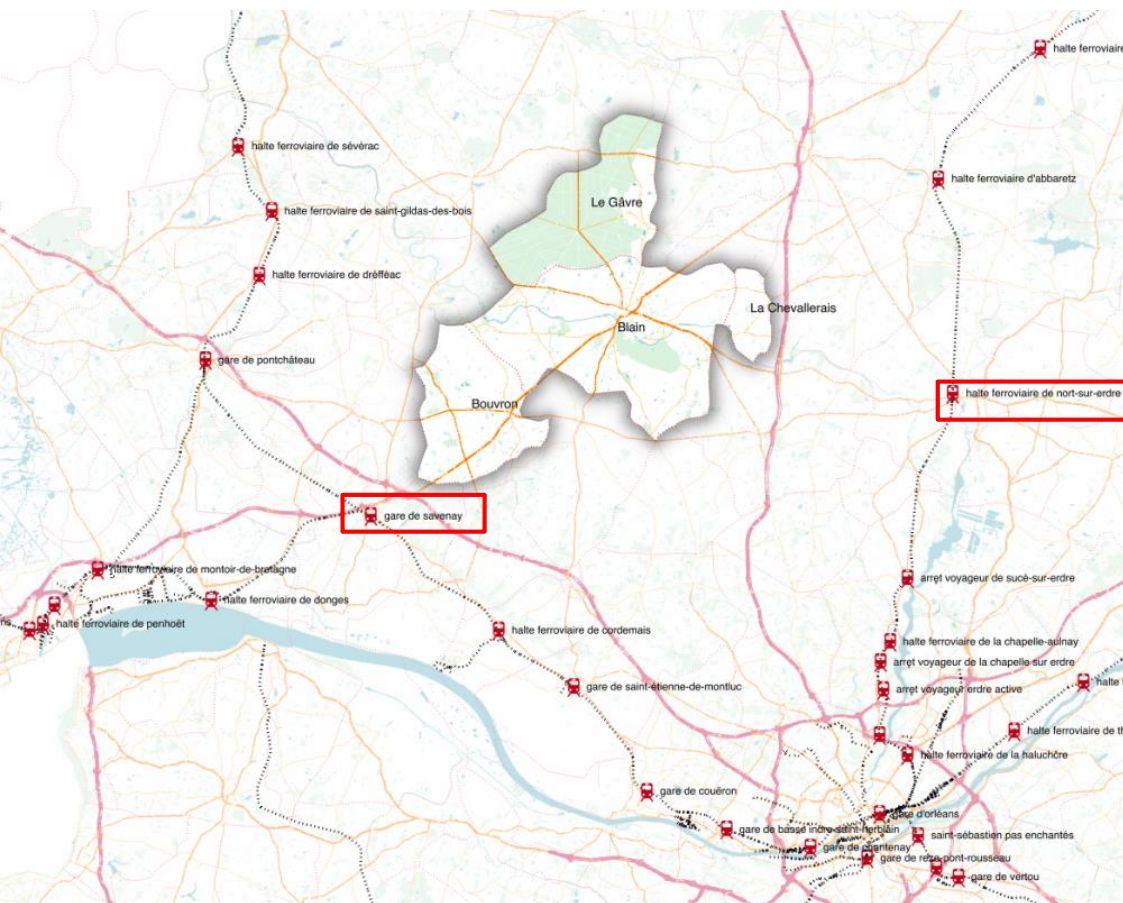 halte ferroviaire
halte ferroviaire de sévérac
halte ferroviaire d'abbaretz
Le Gâvre
halte ferroviaire de saint-gildas-des-bois
halte ferroviaire de drefféac
La Chevallerais
Blain
gare de pontchâteau
halte ferroviaire de nort-sur-erdre
Bouvron
gare de savenay
halte ferroviaire de montoir-de-bretagne
arret voyageur de sucé-sur-erdre
halte ferroviaire de donges
halte ferroviaire de penhoët
halte ferroviaire de cordemais
halte ferroviaire de la chapelle-aulnay
arret voyageur de la chapelle sur erdre
gare de saint-étienne-de-montluc
arret voyageur erdre active
halte
halte ferroviaire de th
halte ferroviaire de la haluchère
gare de couëron
gare d'orléans
gare de basse indre-saint-herblain
saint-sébastien pas enchantés
gare de chantenay
gare de rezé-pont-rousseau
gare de vertou